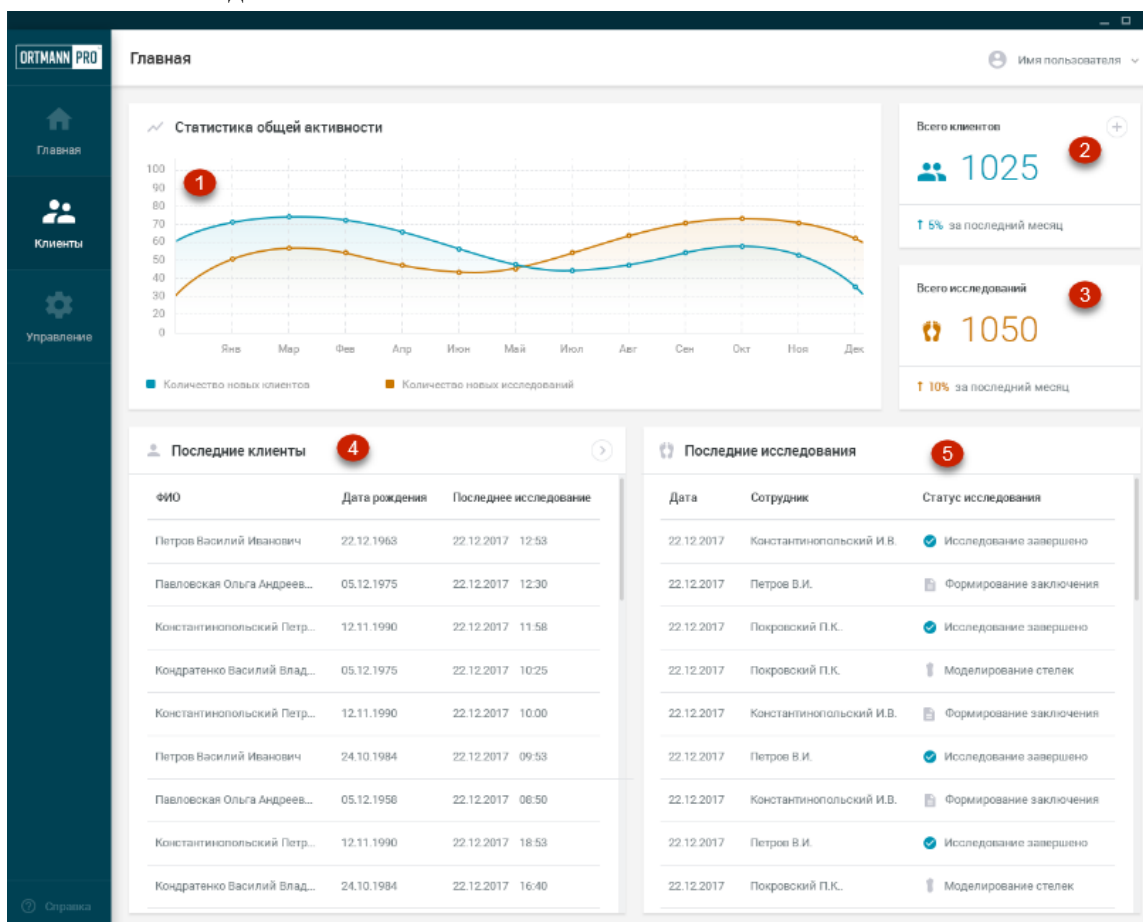 ORTMANN PRO
Главная
Имя пользователя
Главная
Клиенты
Управление
Справка
Статистика общей активности
1
100
90
80
70
60
50
40
30
20
0
Янв Мар Фев Апр Июн Май Июл Авг Сен Окт Ноя Дек
Количество новых клиентов Количество новых исследований
Всего клиентов
2
1025
↑ 5% за последний месяц
Всего исследований
3
1050
↑ 10% за последний месяц
Последние клиенты 4
ФИО Дата рождения Последнее исследование
Петров Василий Иванович 22.12.1963 22.12.2017 12:53
Павловская Ольга Андреев... 05.12.1975 22.12.2017 12:30
Константинопольский Петр... 12.11.1990 22.12.2017 11:58
Кондратенко Василий Влад... 05.12.1975 22.12.2017 10:25
Константинопольский Петр... 12.11.1990 22.12.2017 10:00
Петров Василий Иванович 24.10.1984 22.12.2017 09:53
Павловская Ольга Андреев... 05.12.1958 22.12.2017 08:50
Константинопольский Петр... 12.11.1990 22.12.2017 18:53
Кондратенко Василий Влад... 24.10.1984 22.12.2017 16:40
Последние исследования 5
Дата Сотрудник Статус исследования
22.12.2017 Константинопольский И.В. Исследование завершено
22.12.2017 Петров В.И. Формирование заключения
22.12.2017 Покровский П.К.. Исследование завершено
22.12.2017 Покровский П.К. Моделирование стелек
22.12.2017 Константинопольский И.В. Формирование заключения
22.12.2017 Петров В.И. Исследование завершено
22.12.2017 Константинопольский И.В. Формирование заключения
22.12.2017 Петров В.И. Исследование завершено
22.12.2017 Покровский П.К.. Моделирование стелек